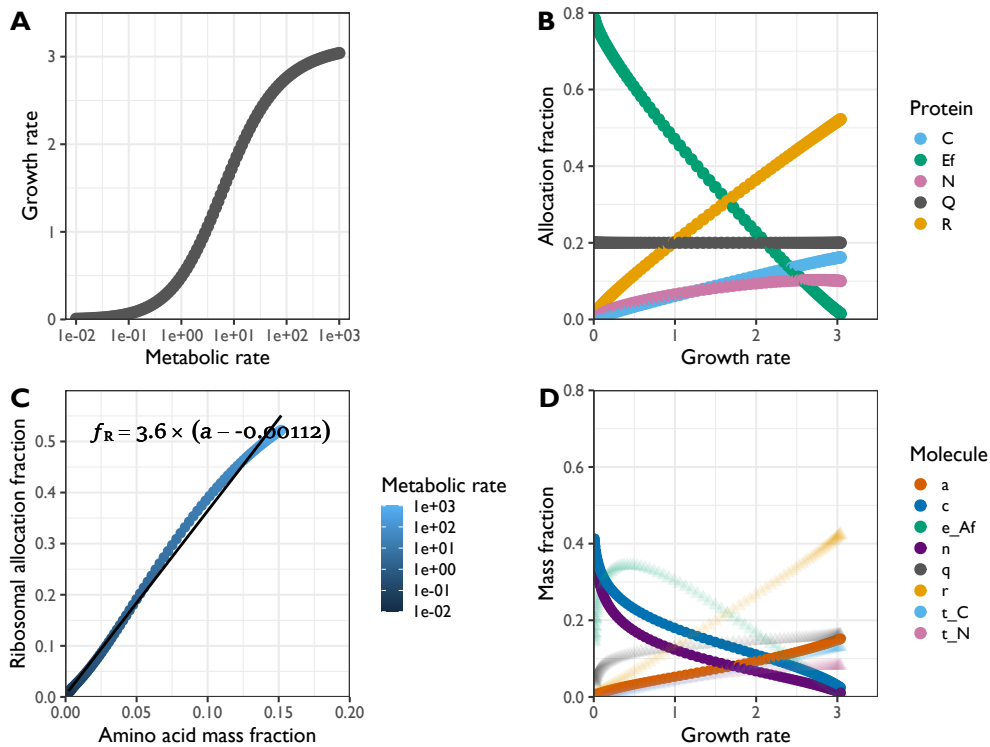 A
Growth rate
3
2
1
0
1e-02 1e-01 1e+00 1e+01 1e+02 1e+03
Metabolic rate
B
Allocation fraction
0.8
0.6
0.4
0.2
0.0
0 1 2 3
Growth rate
Protein
C
Ef
N
Q
R
C
Ribosomal allocation fraction
0.5
0.4
0.3
0.2
0.1
0.0
fR = 3.6 × (a − -0.00112)
0.00 0.05 0.10 0.15 0.20
Amino acid mass fraction
Metabolic rate
1e+03
1e+02
1e+01
1e+00
1e-01
1e-02
D
Mass fraction
0.8
0.6
0.4
0.2
0.0
0 1 2 3
Growth rate
Molecule
a
c
e_Af
n
q
r
t_C
t_N